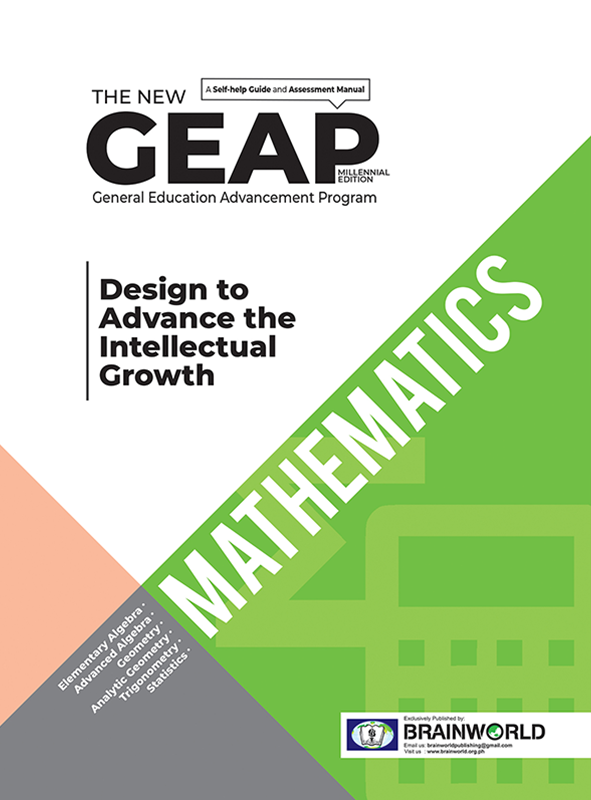 THE NEW
A Self-help Guide and Assessment Manual
GEAP
MILLENNIAL
EDITION
General Education Advancement Program
Design to
Advance the
Intellectual
Growth
MATHEMATICS
Elementary Algebra •
Advanced Algebra •
Geometry •
Analytic Geometry •
Trigonometry •
Statistics •
Exclusively Published by:
BRAINWORLD
Email us: brainworldpublishing@gmail.com
Visit us : www.brainworld.org.ph